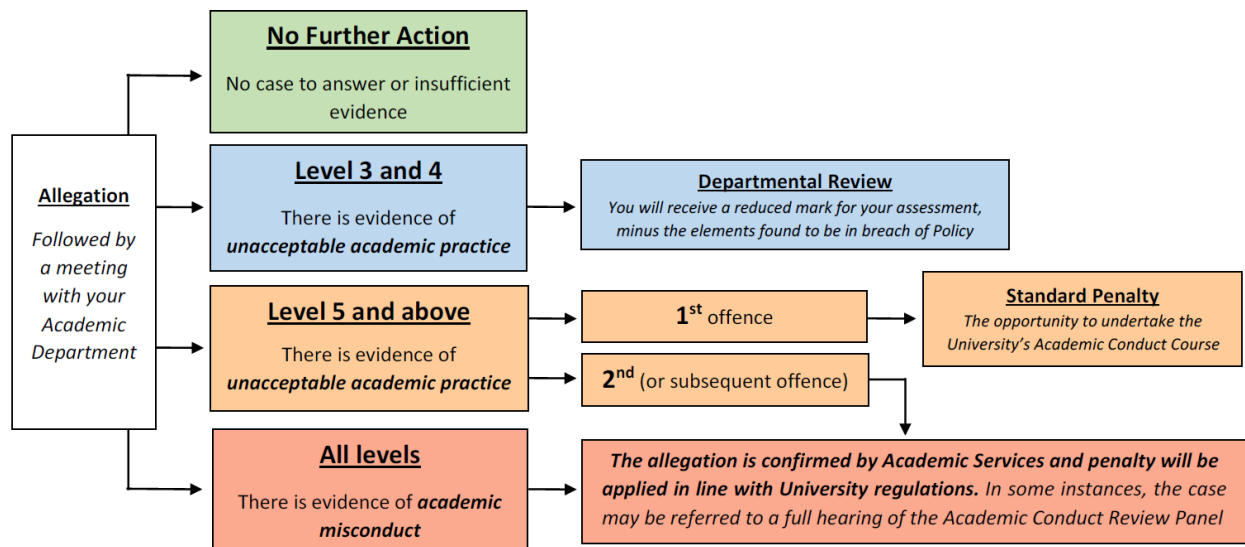 No Further Action
No case to answer or insufficient
evidence
Allegation
Followed by
a meeting
with your
Academic
Department
Level 3 and 4
There is evidence of
unacceptable academic practice
Departmental Review
You will receive a reduced mark for your assessment,
minus the elements found to be in breach of Policy
Level 5 and above
There is evidence of
unacceptable academic practice
1st offence
Standard Penalty
The opportunity to undertake the
University's Academic Conduct Course
2nd (or subsequent offence)
All levels
There is evidence of academic
misconduct
The allegation is confirmed by Academic Services and penalty will be
applied in line with University regulations. In some instances, the case
may be referred to a full hearing of the Academic Conduct Review Panel